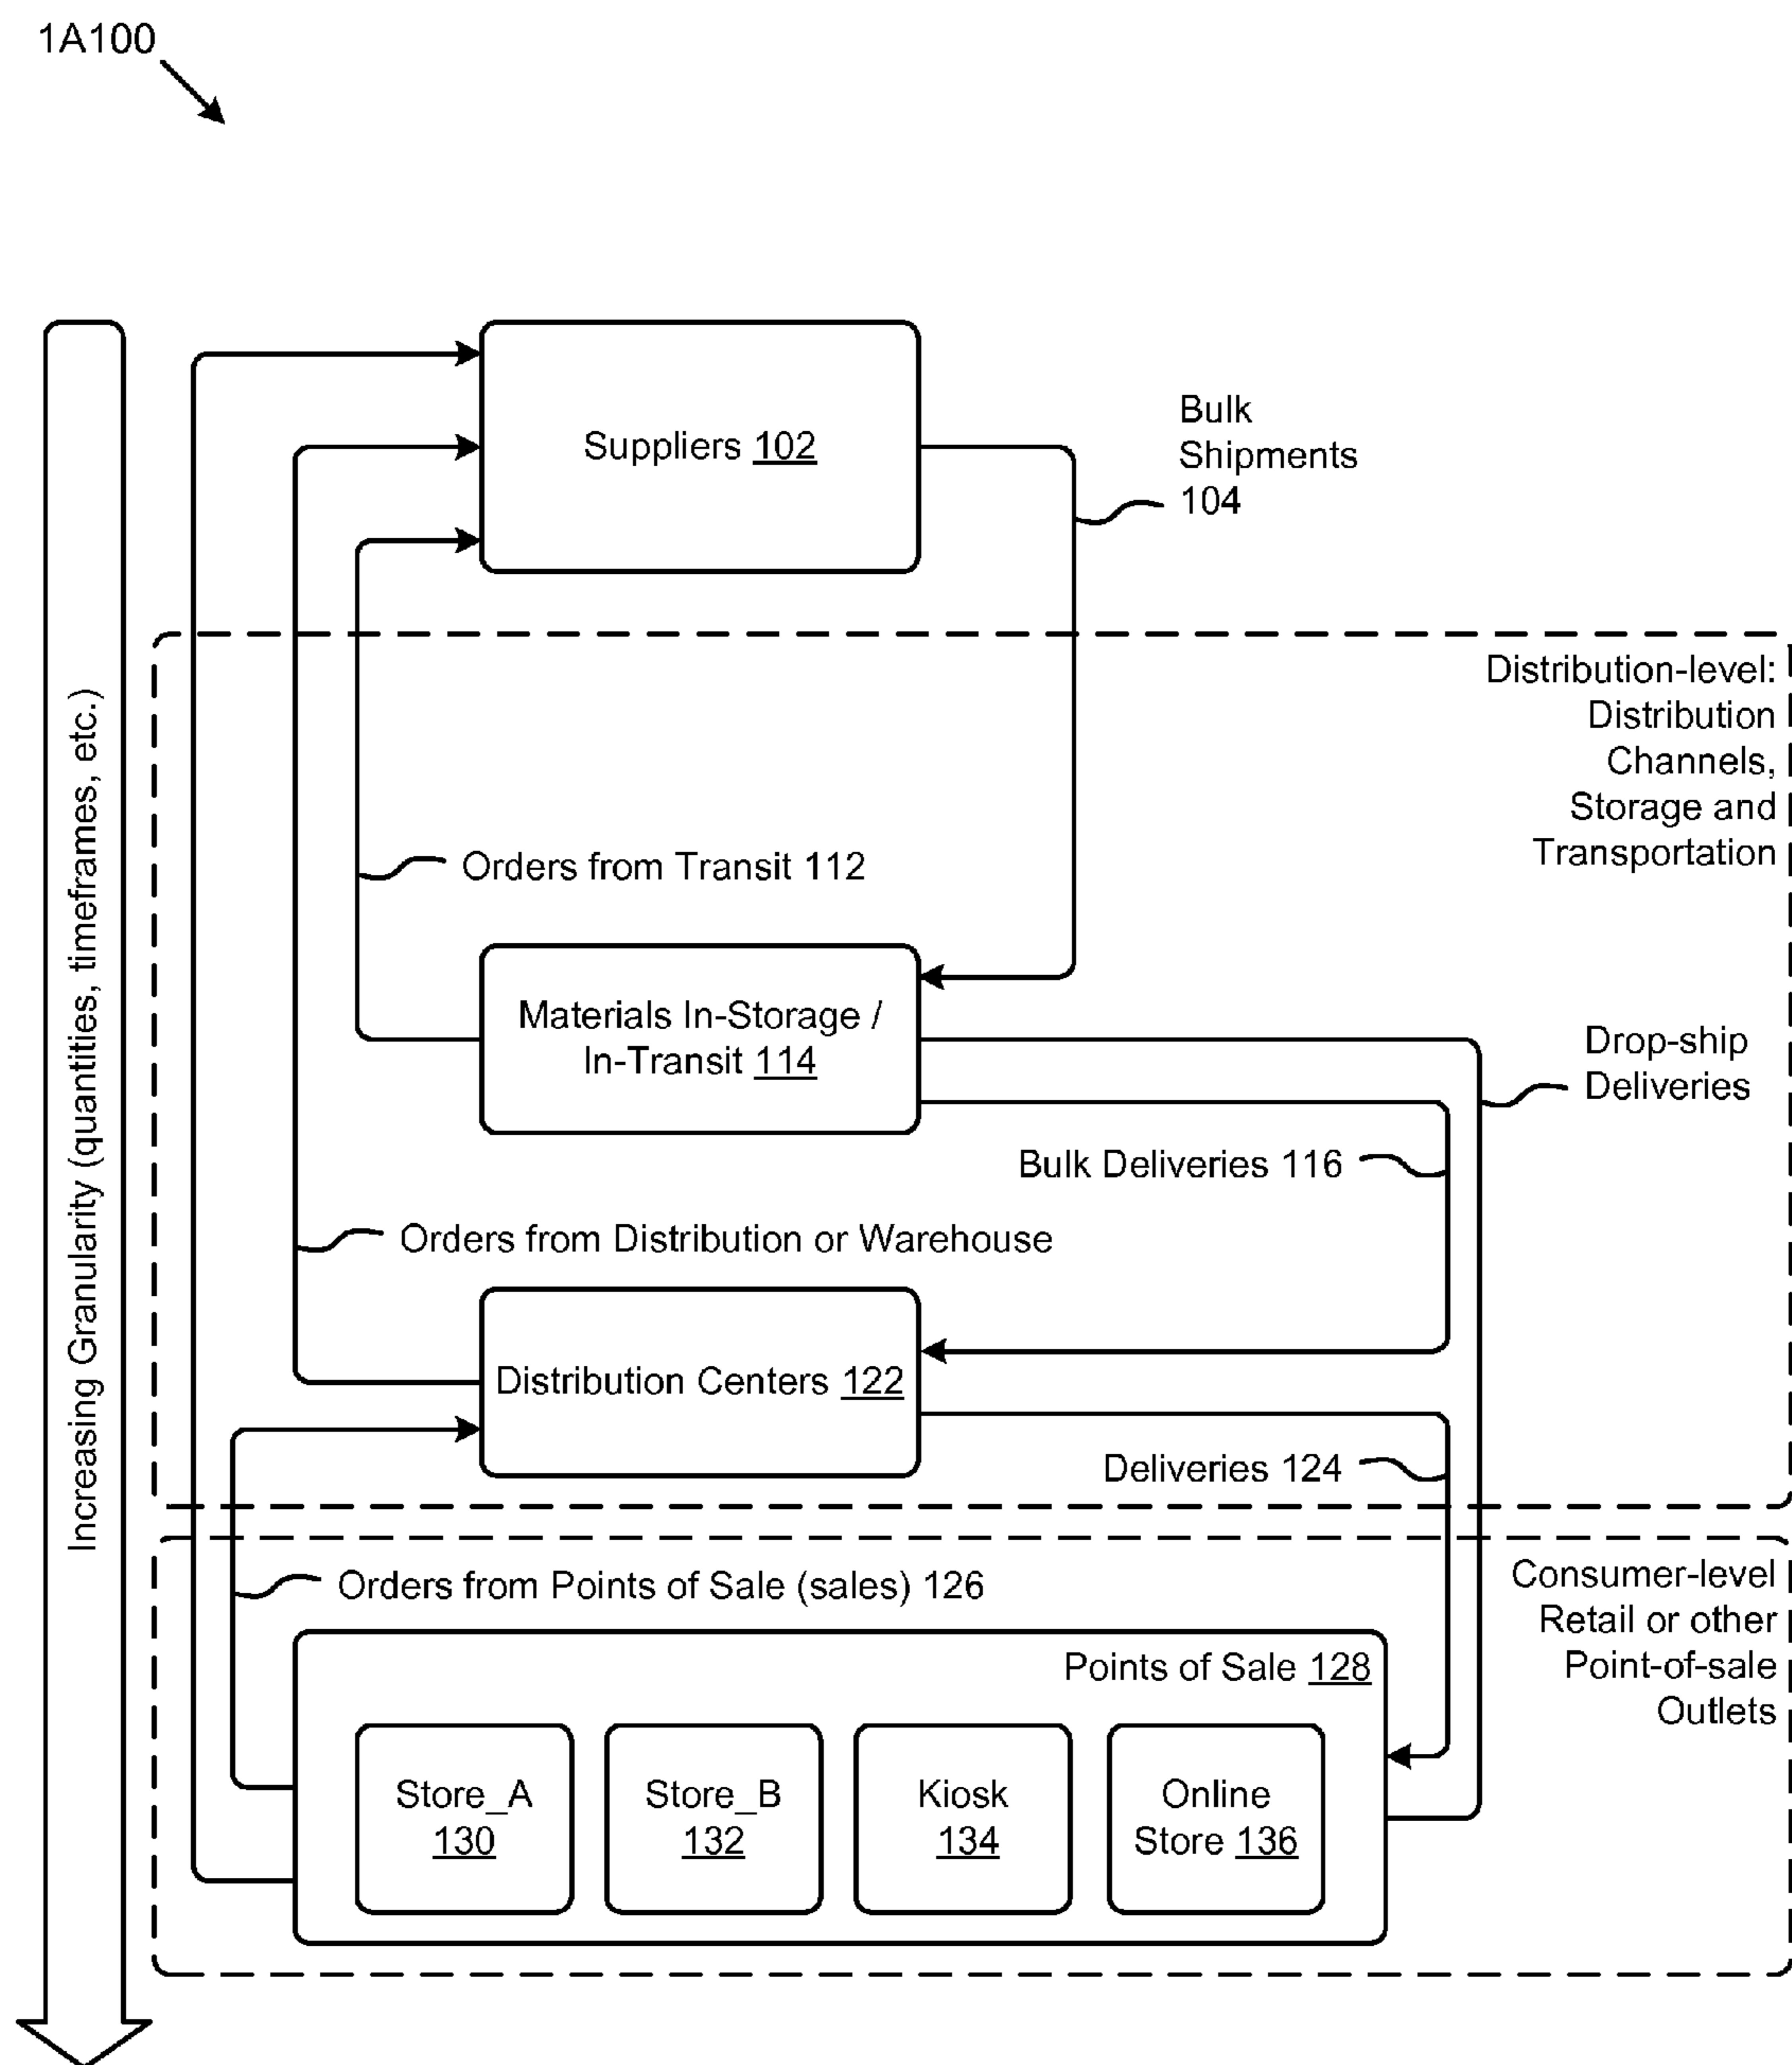 1A100
Suppliers 102
Bulk
Shipments
104
Increasing Granularity (quantities, timeframes, etc.)
Distribution-level:
Distribution
Channels,
Storage and
Transportation
Orders from Transit 112
Materials In-Storage /
In-Transit 114
Drop-ship
Deliveries
Bulk Deliveries 116
Orders from Distribution or Warehouse
Distribution Centers 122
Deliveries 124
Orders from Points of Sale (sales) 126
Consumer-level
Retail or other
Point-of-sale
Outlets
Points of Sale 128
Store_A
130
Store_B
132
Kiosk
134
Online
Store 136